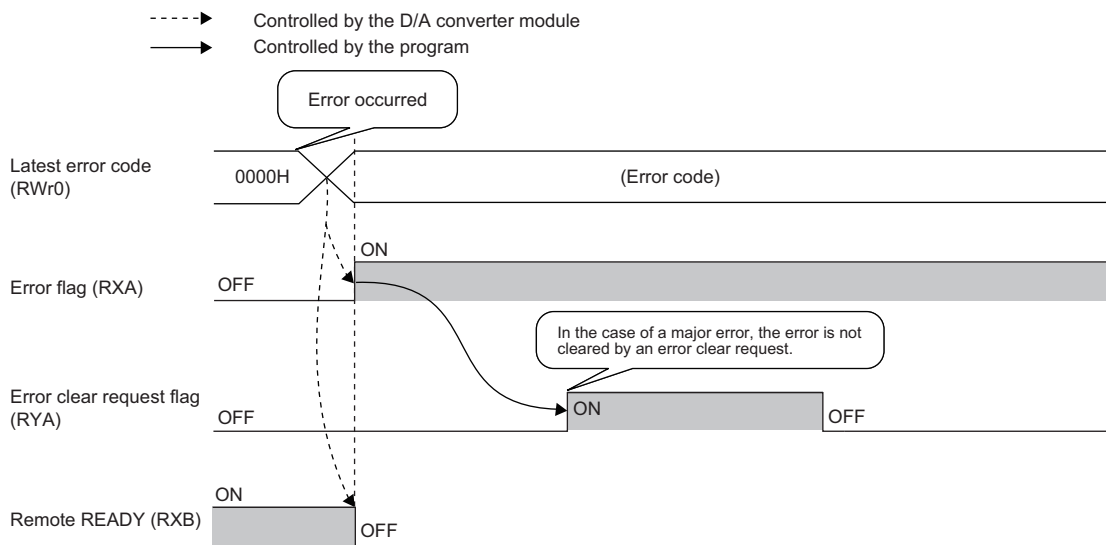 Controlled by the D/A converter module
Controlled by the program
Error occurred
Latest error code
(RWr0)
0000H
(Error code)
ON
Error flag (RXA)
OFF
In the case of a major error, the error is not
cleared by an error clear request.
Error clear request flag
(RYA)
OFF
ON
OFF
ON
Remote READY (RXB)
OFF